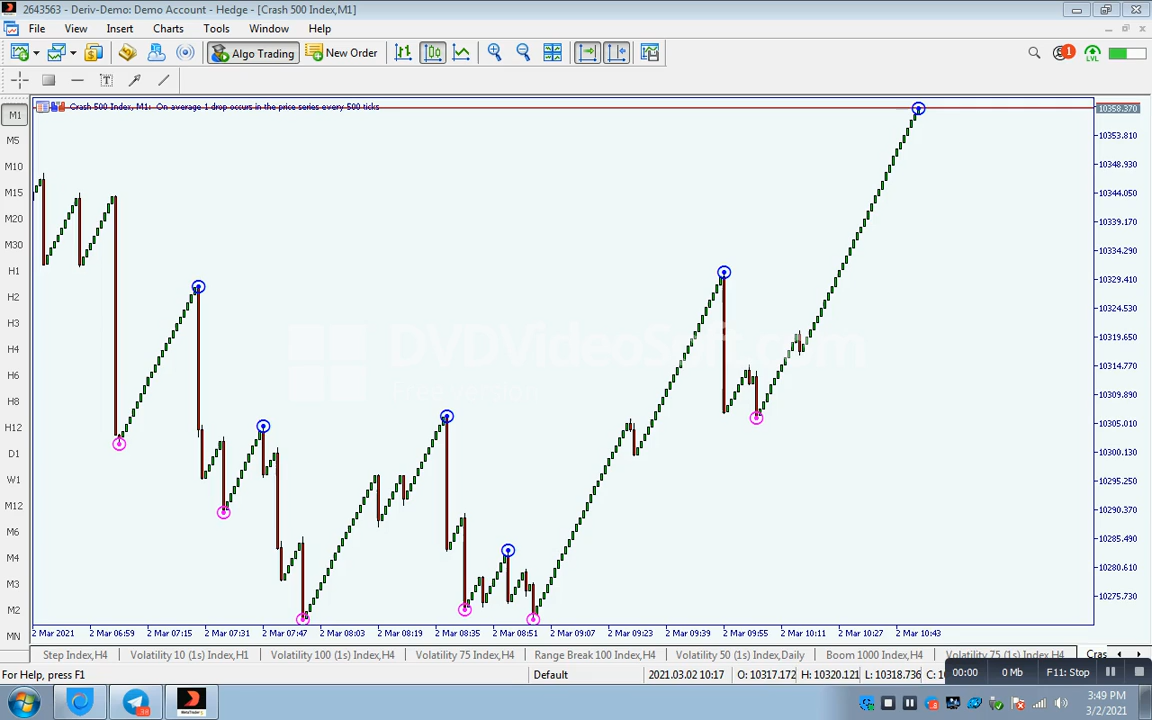 2643563 - Deriv-Demo: Demo Account - Hedge - [Crash 500 Index,M1]
File View Insert Charts Tools Window Help
Algo Trading New Order 1 LVL
T
Crash 500 Index, M1: On average 1 drop occurs in the price series every 500 ticks
M1
M5
M10
M15
M20
M30
H1
H2
H3
H4
H6
H8
H12
D1
W1
M12
M6
M4
M3
M2
MN
10358.370
10353.810
10348.930
10344.050
10339.170
10334.290
10329.410
10324.530
10319.650
10314.770
10309.890
10305.010
10300.130
10295.250
10290.370
10285.490
10280.610
10275.730
DVDVideoSoft.com
Free version
2 Mar 2021 2 Mar 06:59 2 Mar 07:15 2 Mar 07:31 2 Mar 07:47 2 Mar 08:03 2 Mar 08:19 2 Mar 08:35 2 Mar 08:51 2 Mar 09:07 2 Mar 09:23 2 Mar 09:39 2 Mar 09:55 2 Mar 10:11 2 Mar 10:27 2 Mar 10:43
Step Index,H4 Volatility 10 (1s) Index,H1 Volatility 100 (1s) Index,H4 Volatility 75 Index,H4 Range Break 100 Index,H4 Volatility 50 (1s) Index,Daily Boom 1000 Index,H4 Volatility 75 (1s) Index,H4 Cras
For Help, press F1 Default 2021.03.02 10:17 O: 10317.172 H: 10320.121 L: 10318.736 C: 10 00:00 0 Mb F11: Stop
3:49 PM
3/2/2021